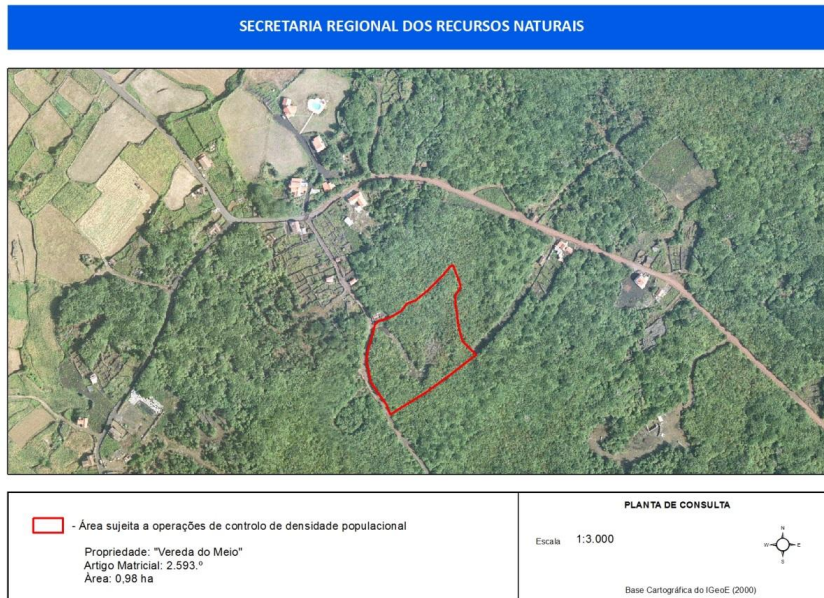 SECRETARIA REGIONAL DOS RECURSOS NATURAIS
- Área sujeita a operações de controlo de densidade populacional
Propriedade: "Vereda do Meio"
Artigo Matricial: 2.593.º
Área: 0,98 ha
PLANTA DE CONSULTA
Escala 1:3.000
N
W E
S
Base Cartográfica do IGeoE (2000)